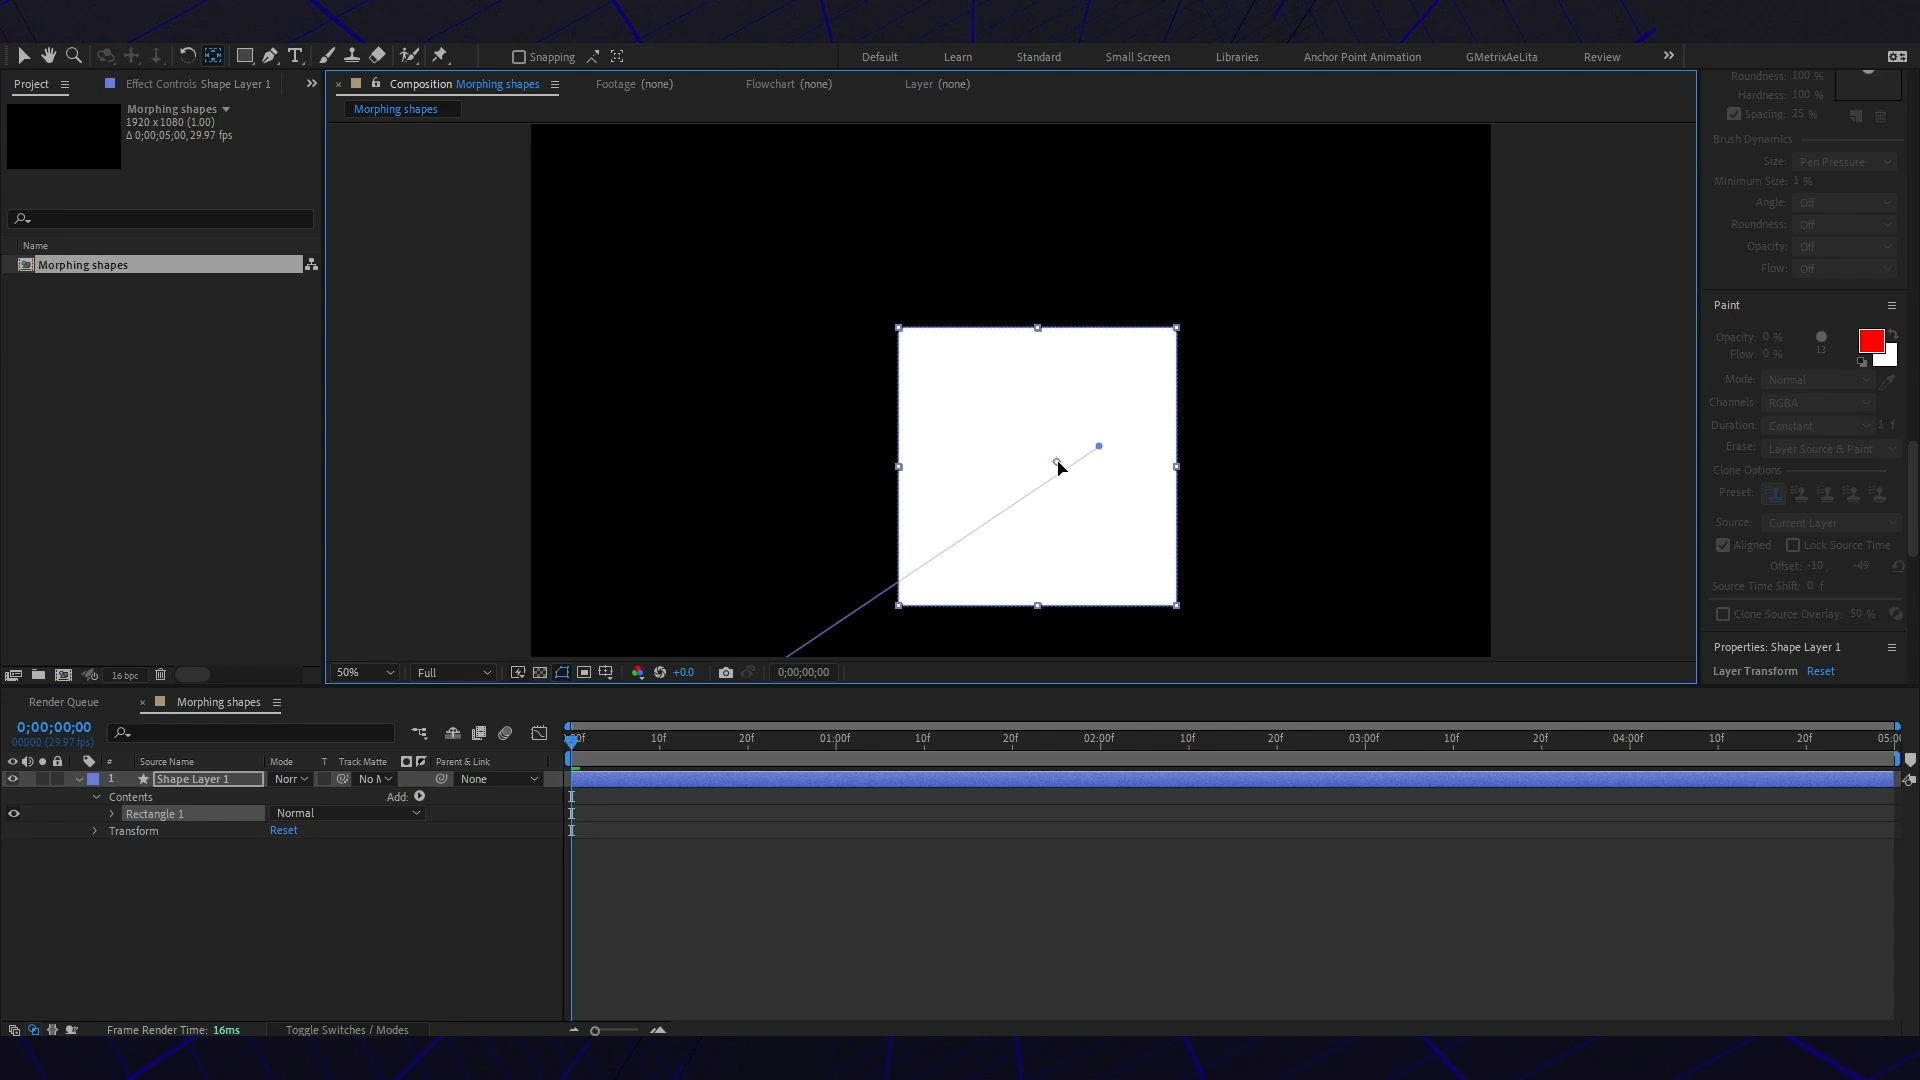 Snapping
Default
Learn
Standard
Small Screen
Libraries
Anchor Point Animation
GMetrixAeLita
Review
Project
Effect Controls Shape Layer 1
Composition Morphing shapes
Footage (none)
Flowchart (none)
Layer (none)
Morphing shapes
Morphing shapes
1920 x 1080 (1.00)
Δ 0;00;05;00, 29.97 fps
Name
Morphing shapes
16 bpc
50%
Full
+0.0
0;00;00;00
Roundness: 100 %
Hardness: 100 %
Spacing: 25 %
Brush Dynamics
Size: Pen Pressure
Minimum Size: 1 %
Angle: Off
Roundness: Off
Opacity: Off
Flow: Off
Paint
Opacity: 0 %
Flow: 0 %
13
Mode: Normal
Channels: RGBA
Duration: Constant 1 f
Erase: Layer Source & Paint
Clone Options
Preset:
Source: Current Layer
Aligned Lock Source Time
Offset: -10, -49
Source Time Shift: 0 f
Clone Source Overlay: 50 %
Properties: Shape Layer 1
Layer Transform Reset
Render Queue
Morphing shapes
0;00;00;00
00000 (29.97 fps)
:00f 10f 20f 01:00f 10f 20f 02:00f 10f 20f 03:00f 10f 20f 04:00f 10f 20f 05:0
# Source Name Mode T Track Matte Parent & Link
1 Shape Layer 1 Norr No M None
Contents Add:
Rectangle 1 Normal
Transform Reset
Frame Render Time: 16ms
Toggle Switches / Modes